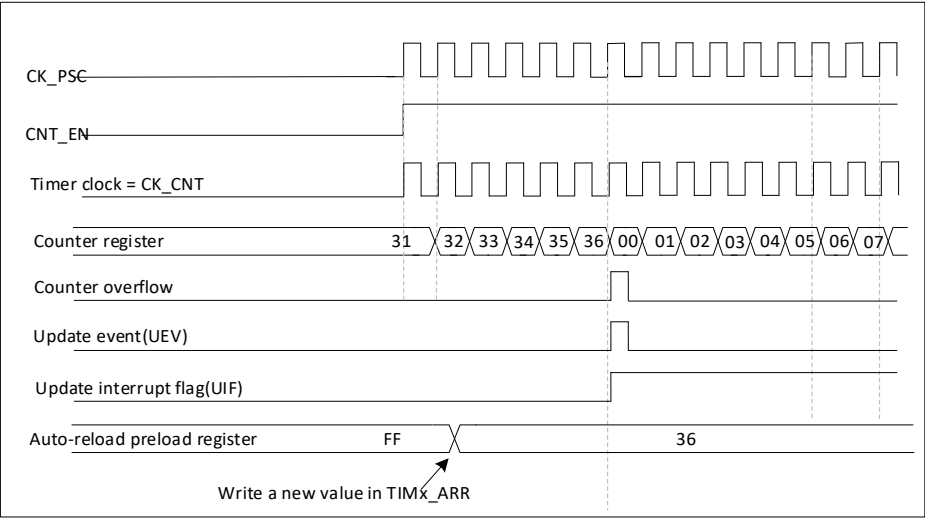 CK_PSC
CNT_EN
Timer clock = CK_CNT
Counter register 31 32 33 34 35 36 00 01 02 03 04 05 06 07
Counter overflow
Update event(UEV)
Update interrupt flag(UIF)
Auto-reload preload register FF 36
Write a new value in TIMx_ARR